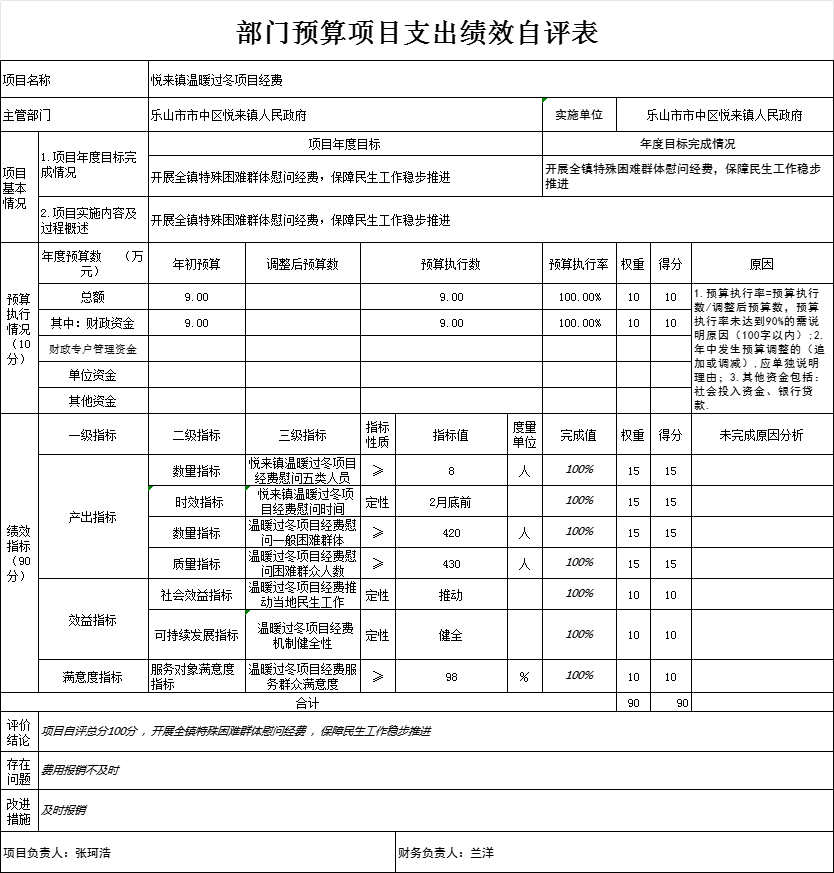 部门预算项目支出绩效自评表
项目名称 悦来镇温暖过冬项目经费
主管部门 乐山市市中区悦来镇人民政府 实施单位 乐山市市中区悦来镇人民政府
项目
基本
情况
1.项目年度目标完
成情况
项目年度目标 年度目标完成情况
开展全镇特殊困难群体慰问经费，保障民生工作稳步推进
开展全镇特殊困难群体慰问经费，保障民生工作稳步
推进
2.项目实施内容及
过程概述
开展全镇特殊困难群体慰问经费，保障民生工作稳步推进
预算
执行
情况
（10
分）
年度预算数 （万
元）
年初预算 调整后预算数 预算执行数 预算执行率 权重 得分 原因
总额 9.00 9.00 100.00% 10 10
其中：财政资金 9.00 9.00 100.00% 10 10
财政专户管理资金
单位资金
其他资金
1.预算执行率=预算执行
数/调整后预算数，预算
执行率未达到90%的需说
明原因（100字以内）;2.
年中发生预算调整的（追
加或调减）,应单独说明
理由；3.其他资金包括：
社会投入资金、银行贷
款.
绩效
指标
（90
分）
一级指标 二级指标 三级指标 指标
性质 指标值 度量
单位 完成值 权重 得分 未完成原因分析
产出指标
数量指标 悦来镇温暖过冬项目
经费慰问五类人员 ≥ 8 人 100% 15 15
时效指标 悦来镇温暖过冬项
目经费慰问时间 定性 2月底前 100% 15 15
数量指标 温暖过冬项目经费慰
问一般困难群体 ≥ 420 人 100% 15 15
质量指标 温暖过冬项目经费慰
问困难群众人数 ≥ 430 人 100% 15 15
效益指标
社会效益指标 温暖过冬项目经费推
动当地民生工作 定性 推动 100% 10 10
可持续发展指标 温暖过冬项目经费
机制健全性 定性 健全 100% 10 10
满意度指标 服务对象满意度
指标 温暖过冬项目经费服
务群众满意度 ≥ 98 % 100% 10 10
合计 90 90
评价
结论
项目自评总分100分，开展全镇特殊困难群体慰问经费，保障民生工作稳步推进
存在
问题
费用报销不及时
改进
措施
及时报销
项目负责人：张珂浩 财务负责人：兰洋